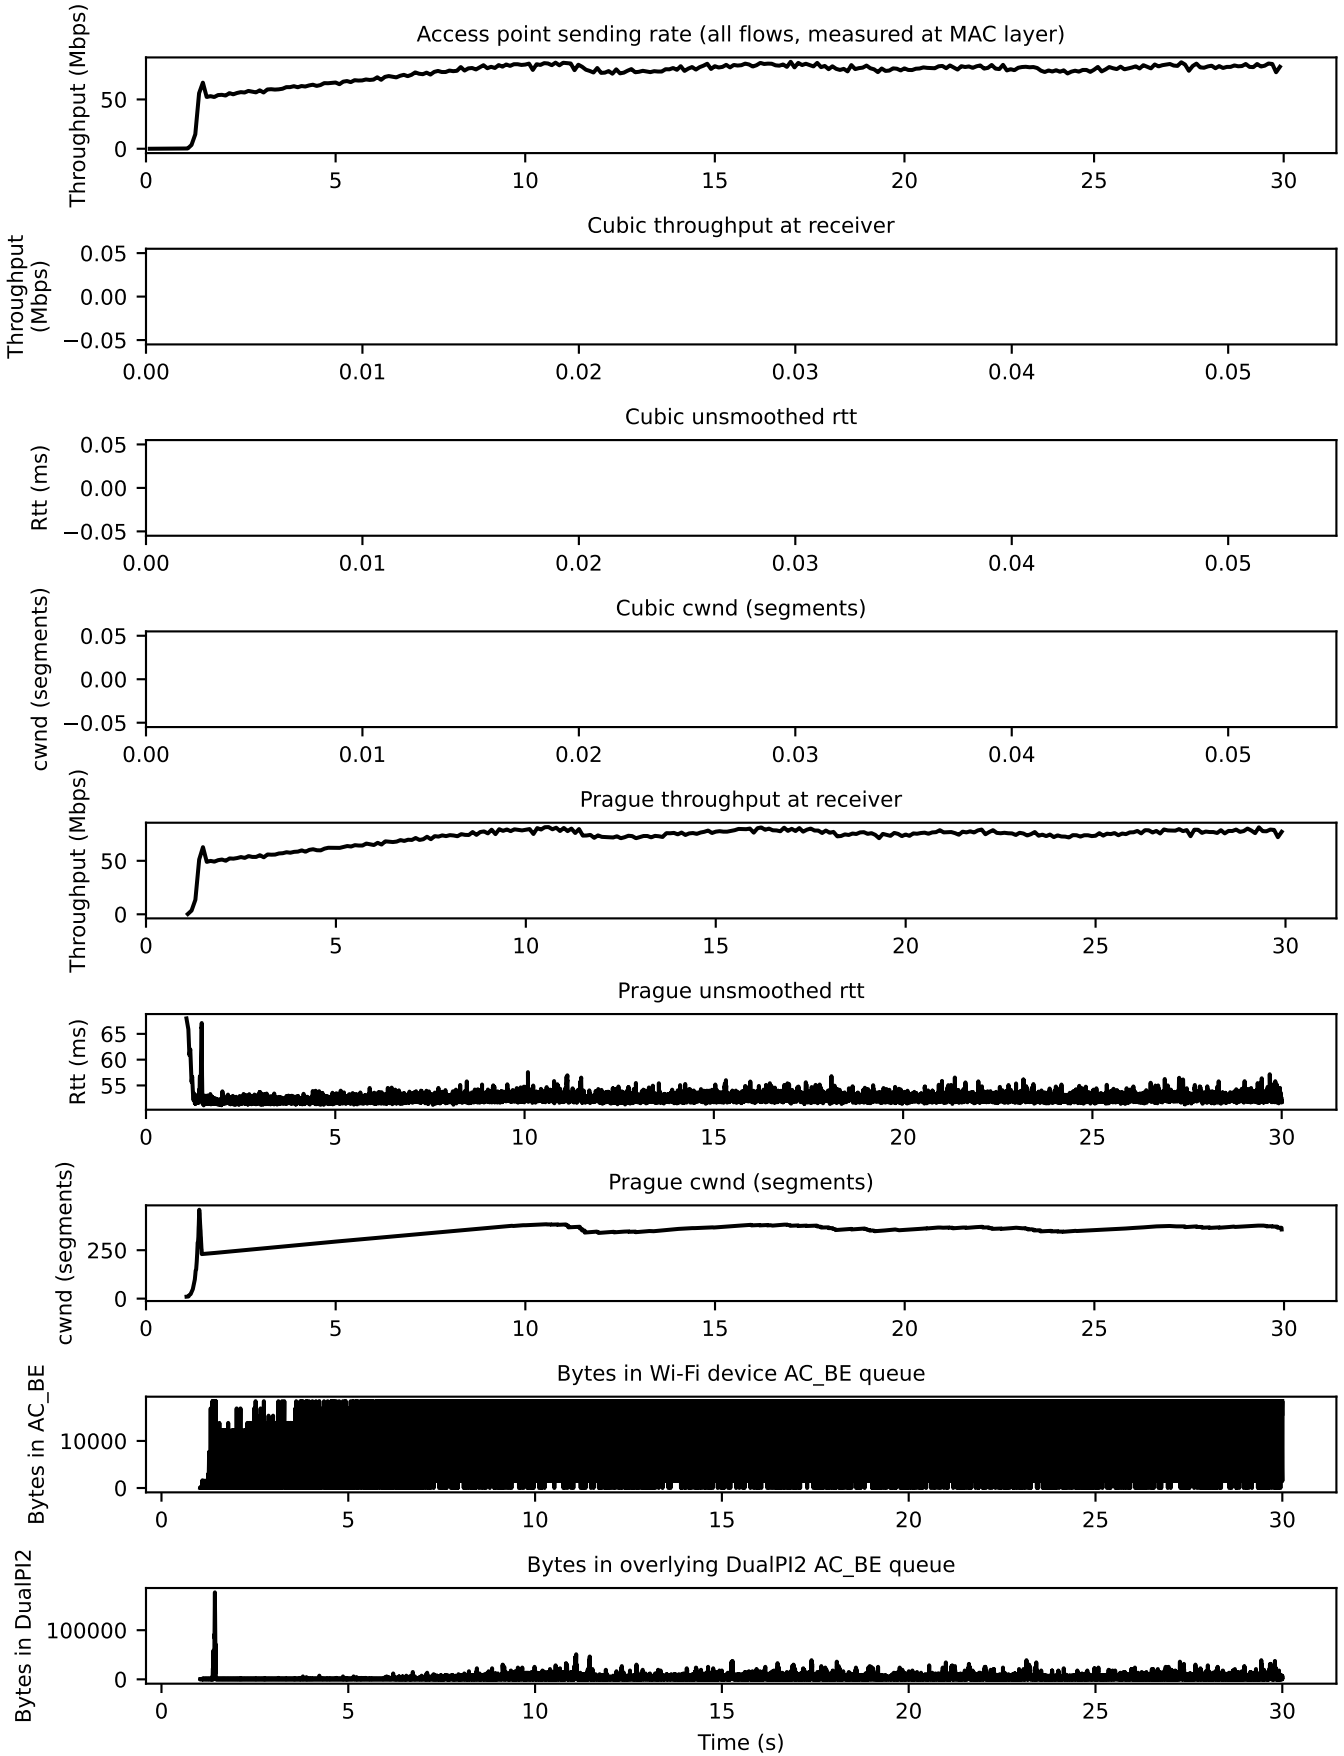 Access point sending rate (all flows, measured at MAC layer)
Throughput (Mbps)
50
0
0 5 10 15 20 25 30
Cubic throughput at receiver
Throughput
(Mbps)
0.05
0.00
−0.05
0.00 0.01 0.02 0.03 0.04 0.05
Cubic unsmoothed rtt
Rtt (ms)
0.05
0.00
−0.05
0.00 0.01 0.02 0.03 0.04 0.05
Cubic cwnd (segments)
cwnd (segments)
0.05
0.00
−0.05
0.00 0.01 0.02 0.03 0.04 0.05
Prague throughput at receiver
Throughput (Mbps)
50
0
0 5 10 15 20 25 30
Prague unsmoothed rtt
Rtt (ms)
65
60
55
0 5 10 15 20 25 30
Prague cwnd (segments)
cwnd (segments)
250
0
0 5 10 15 20 25 30
Bytes in Wi-Fi device AC_BE queue
Bytes in AC_BE
10000
0
0 5 10 15 20 25 30
Bytes in overlying DualPI2 AC_BE queue
Bytes in DualPI2
100000
0
0 5 10 15 20 25 30
Time (s)